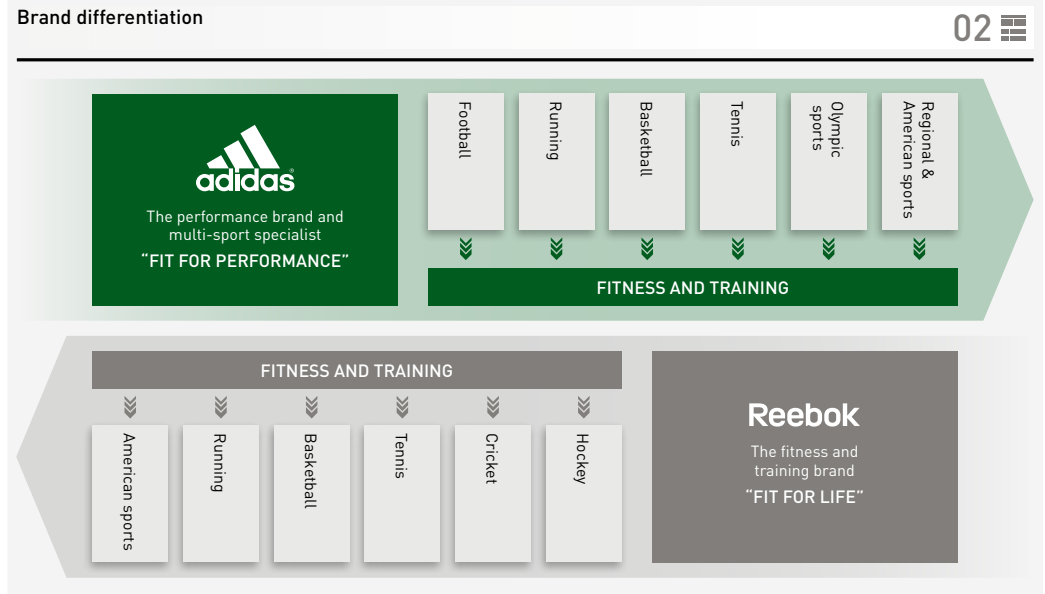 Brand differentiation
02
adidas®
The performance brand and
multi-sport specialist
“FIT FOR PERFORMANCE”
Football
Running
Basketball
Tennis
Olympic
sports
Regional &
American sports
FITNESS AND TRAINING
FITNESS AND TRAINING
American sports
Running
Basketball
Tennis
Cricket
Hockey
Reebok
The fitness and
training brand
“FIT FOR LIFE”